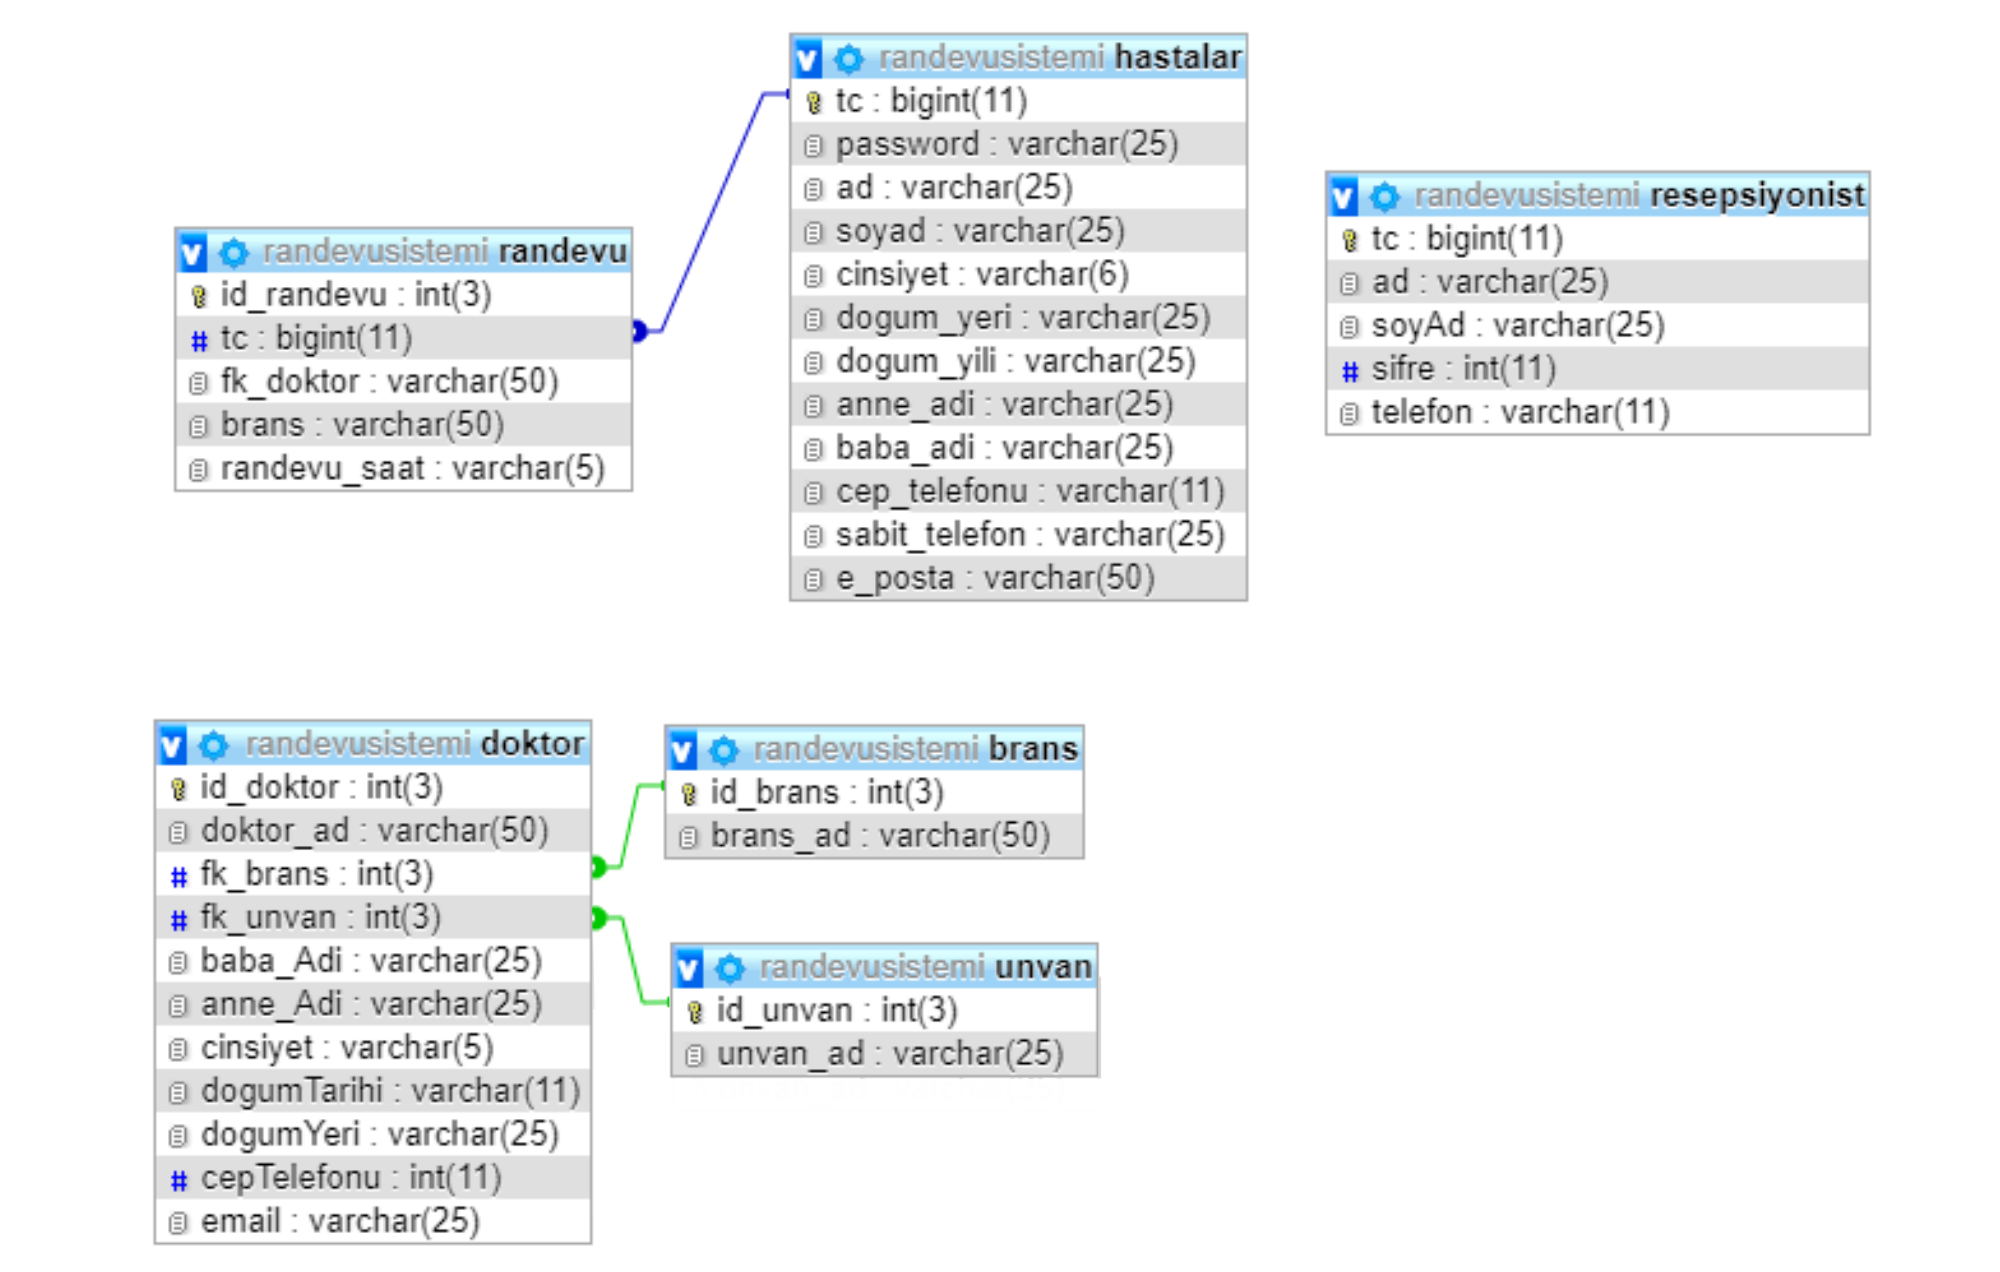 randevusistemi hastalar
tc : bigint(11)
password : varchar(25)
ad : varchar(25)
soyad : varchar(25)
cinsiyet : varchar(6)
dogum_yeri : varchar(25)
dogum_yili : varchar(25)
anne_adi : varchar(25)
baba_adi : varchar(25)
cep_telefonu : varchar(11)
sabit_telefon : varchar(25)
e_posta : varchar(50)
randevusistemi resepsiyonist
tc : bigint(11)
ad : varchar(25)
soyAd : varchar(25)
# sifre : int(11)
telefon : varchar(11)
randevusistemi randevu
id_randevu : int(3)
# tc : bigint(11)
fk_doktor : varchar(50)
brans : varchar(50)
randevu_saat : varchar(5)
randevusistemi doktor
id_doktor : int(3)
doktor_ad : varchar(50)
# fk_brans : int(3)
# fk_unvan : int(3)
baba_Adi : varchar(25)
anne_Adi : varchar(25)
cinsiyet : varchar(5)
dogumTarihi : varchar(11)
dogumYeri : varchar(25)
# cepTelefonu : int(11)
email : varchar(25)
randevusistemi brans
id_brans : int(3)
brans_ad : varchar(50)
randevusistemi unvan
id_unvan : int(3)
unvan_ad : varchar(25)